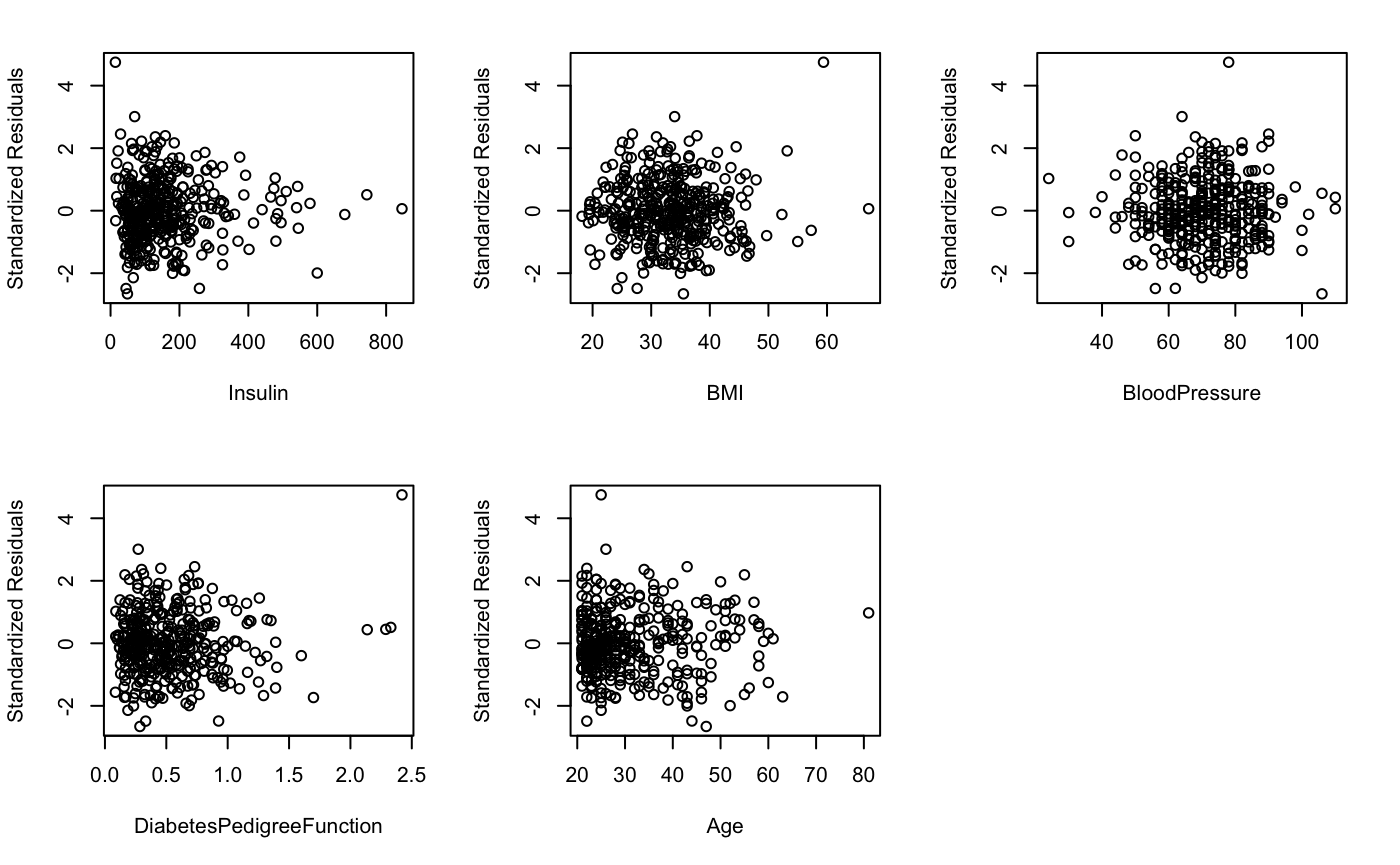 Standardized Residuals
4
2
0
-2
0 200 400 600 800
Insulin
Standardized Residuals
4
2
0
-2
20 30 40 50 60
BMI
Standardized Residuals
4
2
0
-2
40 60 80 100
BloodPressure
Standardized Residuals
4
2
0
-2
0.0 0.5 1.0 1.5 2.0 2.5
DiabetesPedigreeFunction
Standardized Residuals
4
2
0
-2
20 30 40 50 60 70 80
Age